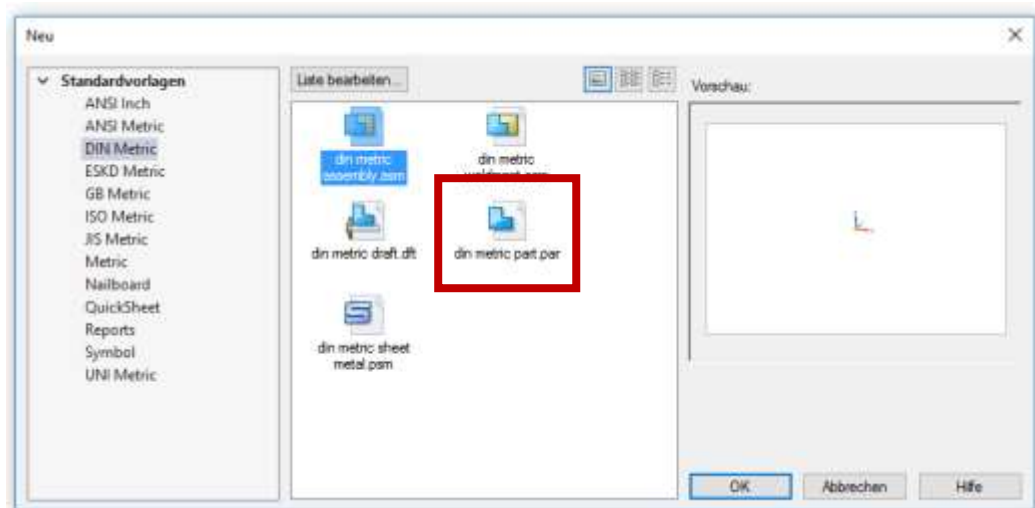 Neu
Standardvorlagen
ANSI Inch
ANSI Metric
DIN Metric
ESKD Metric
GB Metric
ISO Metric
JIS Metric
Metric
Nailboard
QuickSheet
Reports
Symbol
UNI Metric
Liste bearbeiten...
din metric
assembly.asm
din metric
din metric draft.dft
din metric part.par
din metric sheet
metal.psm
Vorschau:
OK
Abbrechen
Hilfe